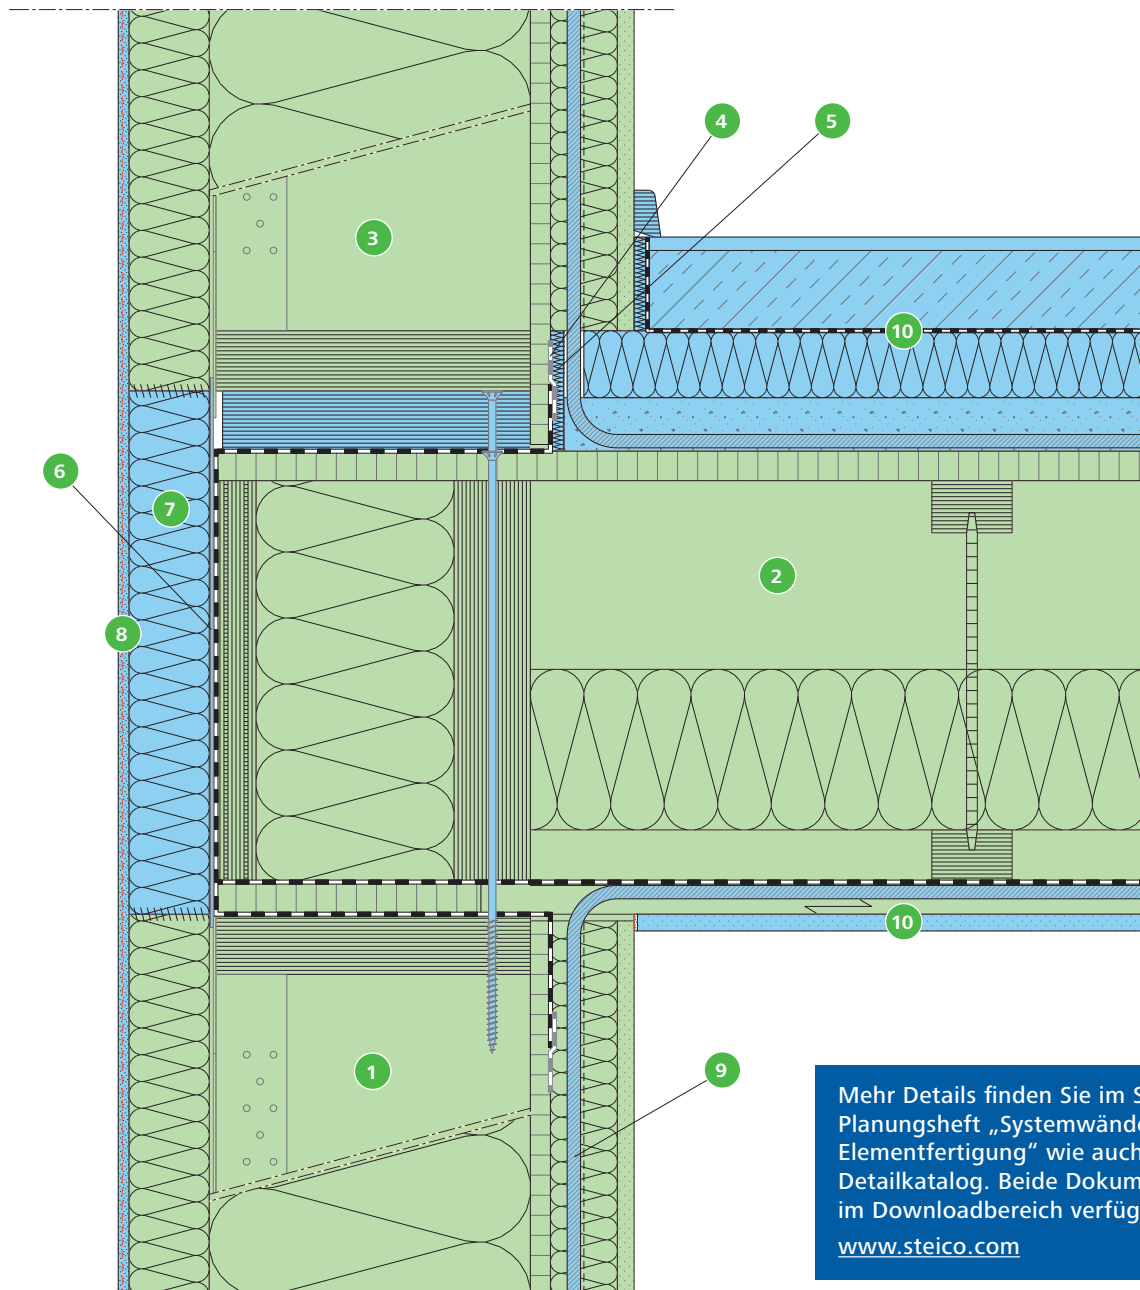 4
5
3
10
6
7
2
8
10
1
9
Mehr Details finden Sie im S
Planungsheft „Systemwände
Elementfertigung“ wie auch
Detailkatalog. Beide Dokum
im Downloadbereich verfüg
www.steico.com